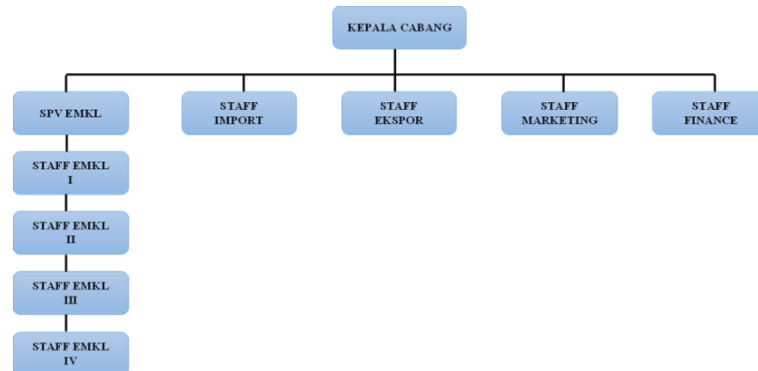 KEPALA CABANG
SPV EMKL
STAFF
IMPORT
STAFF
EKSPOR
STAFF
MARKETING
STAFF
FINANCE
STAFF EMKL
I
STAFF EMKL
II
STAFF EMKL
III
STAFF EMKL
IV